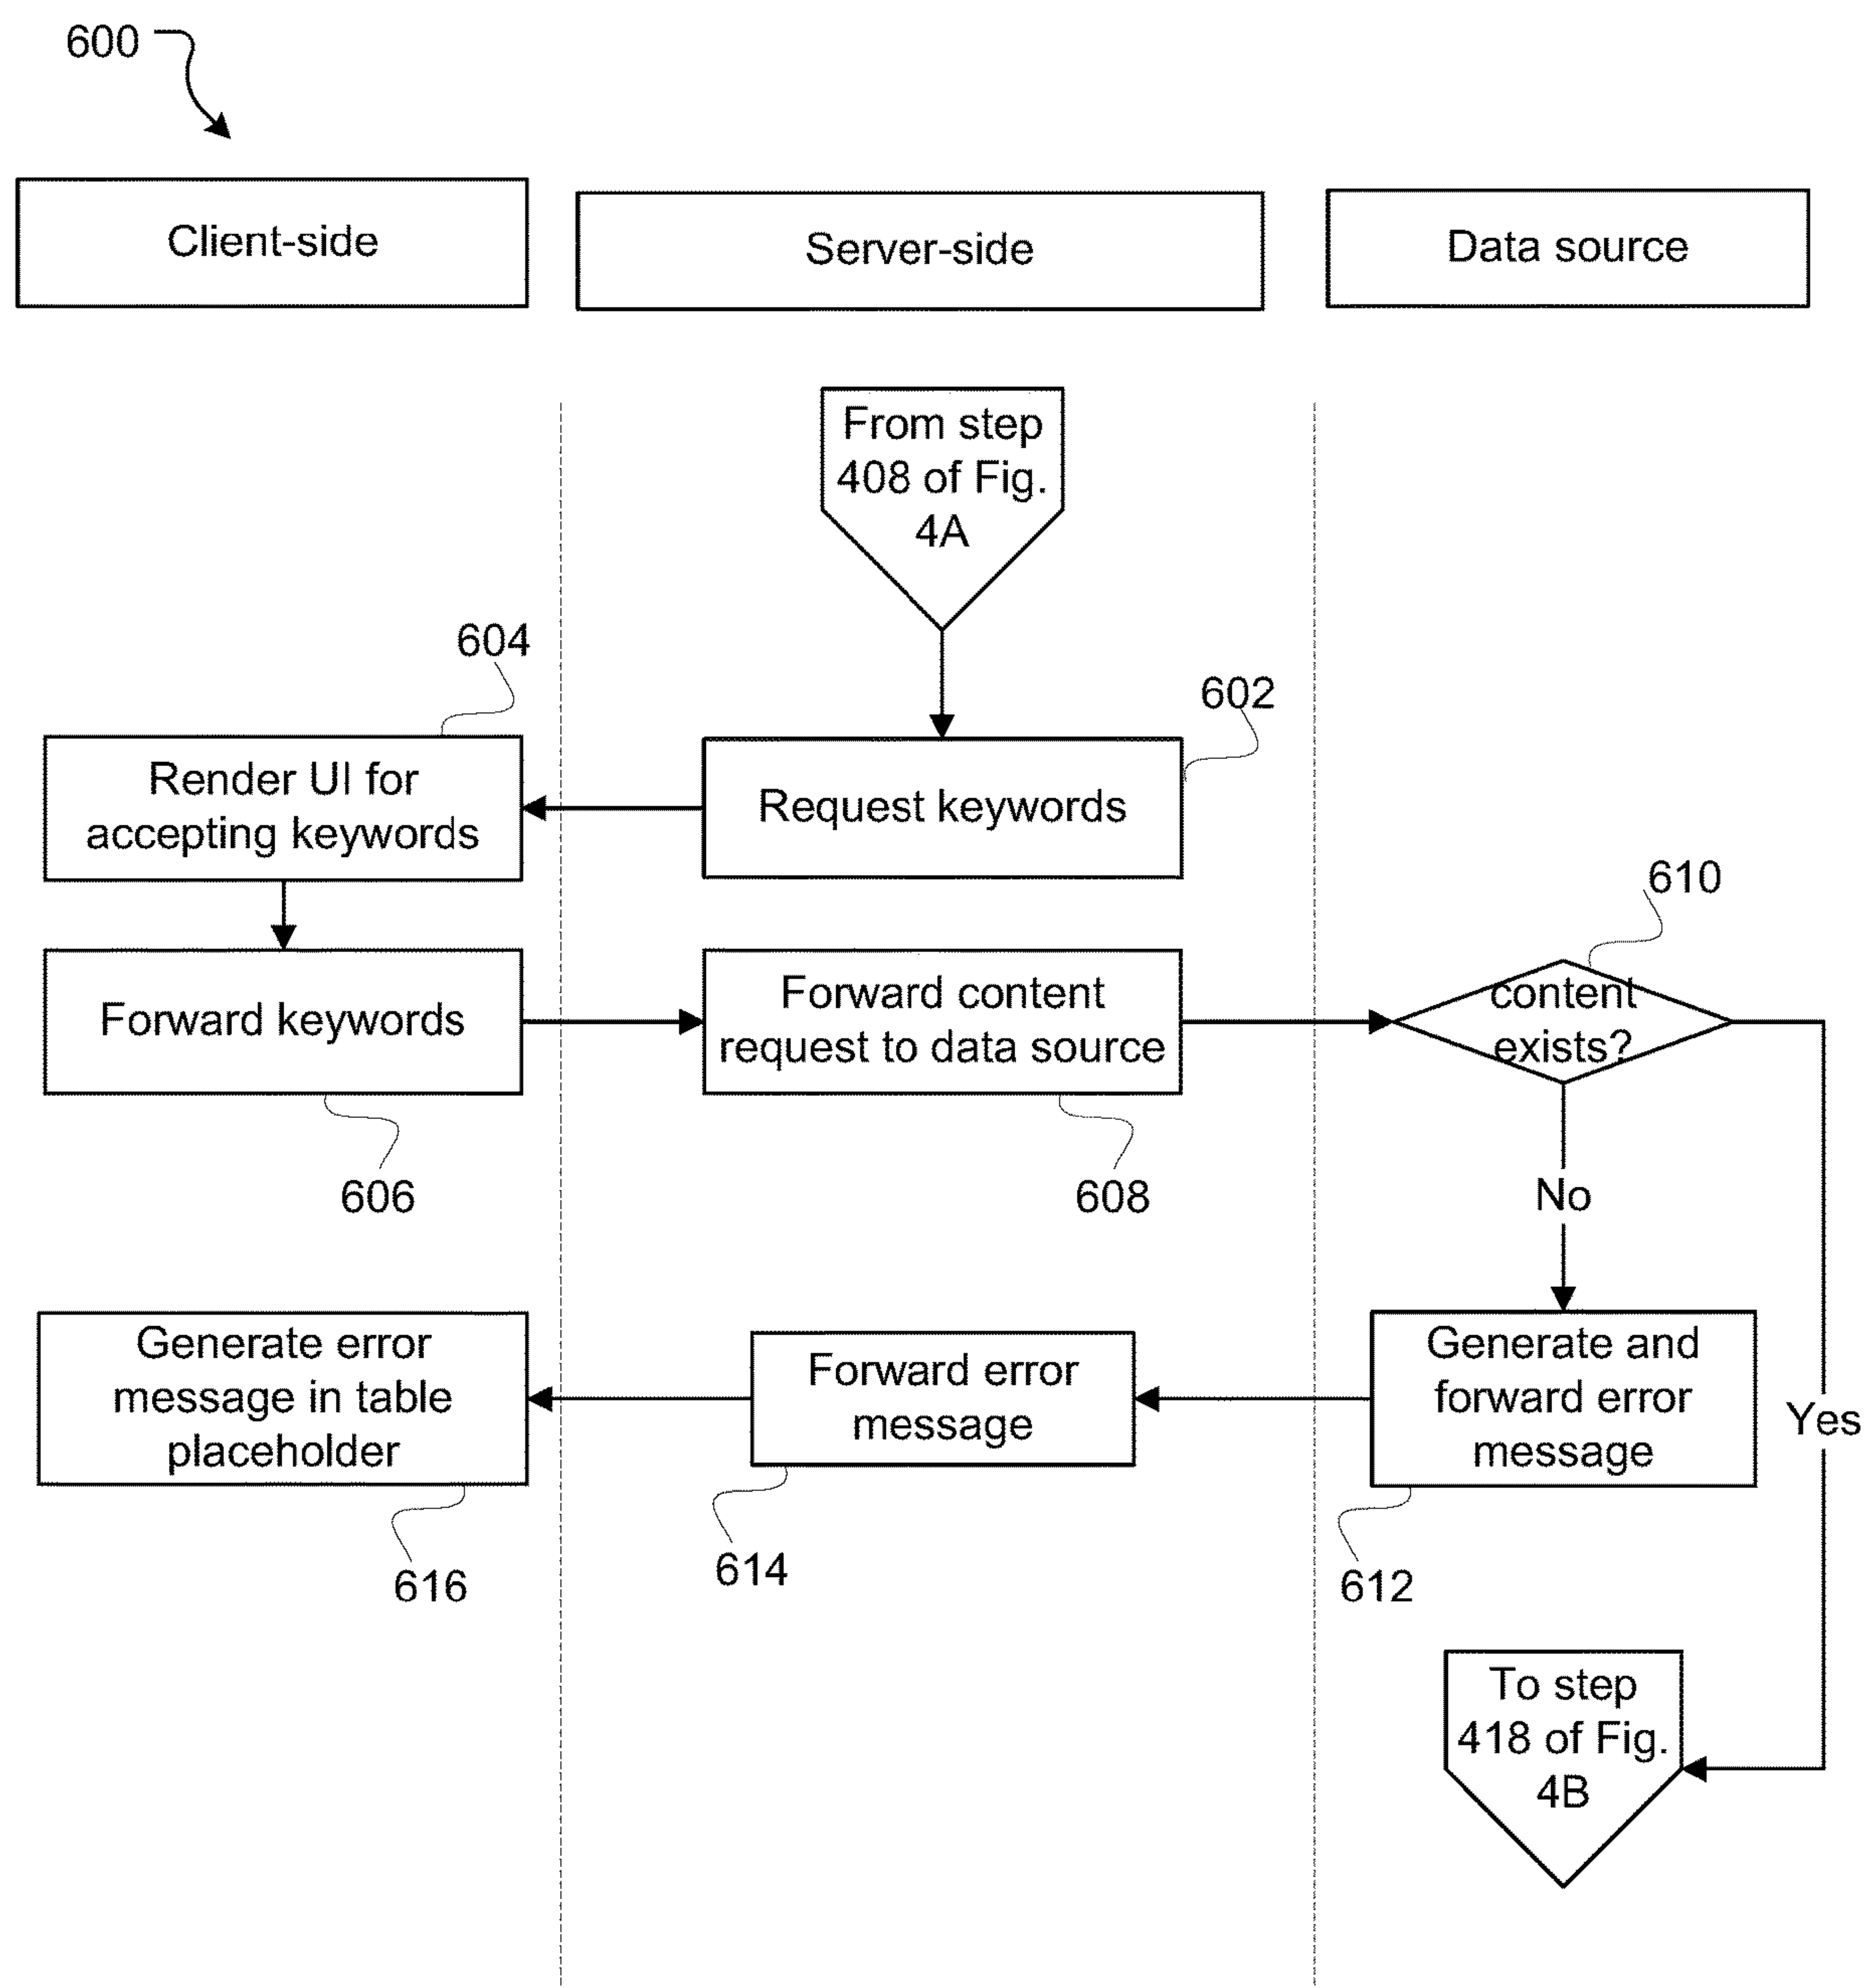 600
Client-side
Server-side
Data source
From step
408 of Fig.
4A
604
602
Render UI for
accepting keywords
Request keywords
610
Forward keywords
Forward content
request to data source
content
exists?
606
608
No
Generate error
message in table
placeholder
Forward error
message
Generate and
forward error
message
Yes
616
614
612
To step
418 of Fig.
4B